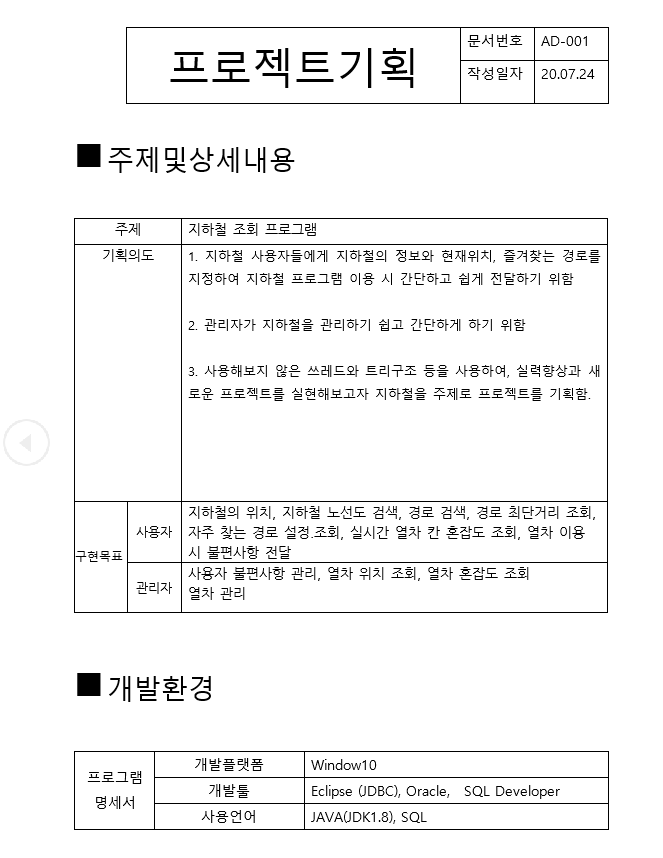 프로젝트기획
문서번호 AD-001
작성일자 20.07.24
■ 주제및상세내용
주제 지하철 조회 프로그램
기획의도 1. 지하철 사용자들에게 지하철의 정보와 현재위치, 즐겨찾는 경로를
지정하여 지하철 프로그램 이용 시 간단하고 쉽게 전달하기 위함
2. 관리자가 지하철을 관리하기 쉽고 간단하게 하기 위함
3. 사용해보지 않은 쓰레드와 트리구조 등을 사용하여, 실력향상과 새
로운 프로젝트를 실현해보고자 지하철을 주제로 프로젝트를 기획함.
구현목표
사용자
지하철의 위치, 지하철 노선도 검색, 경로 검색, 경로 최단거리 조회,
자주 찾는 경로 설정.조회, 실시간 열차 칸 혼잡도 조회, 열차 이용
시 불편사항 전달
관리자
사용자 불편사항 관리, 열차 위치 조회, 열차 혼잡도 조회
열차 관리
■ 개발환경
프로그램
명세서
개발플랫폼 Window10
개발툴 Eclipse (JDBC), Oracle, SQL Developer
사용언어 JAVA(JDK1.8), SQL